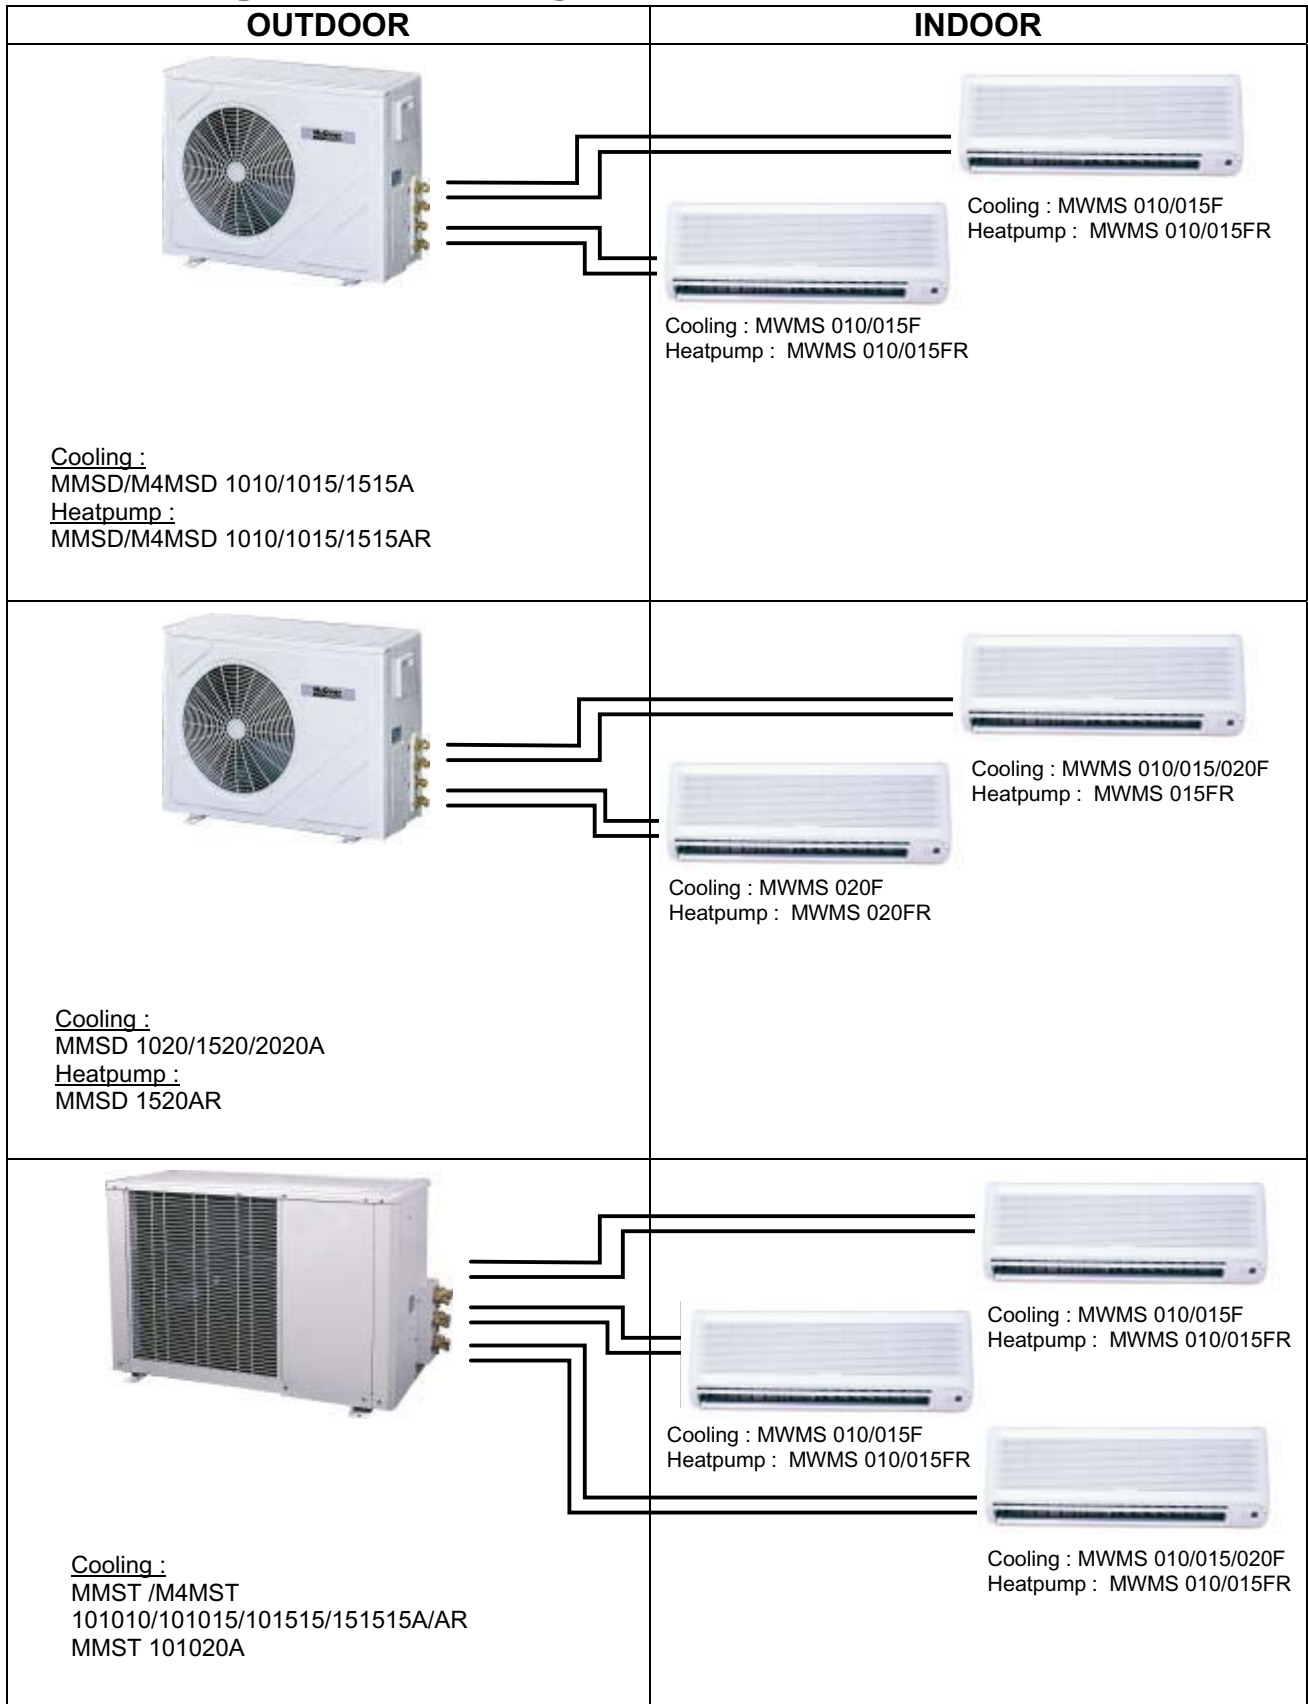 OUTDOOR
INDOOR
Cooling : MWMS 010/015F
Heatpump :  MWMS 010/015FR
Cooling : MWMS 010/015F
Heatpump :  MWMS 010/015FR
Cooling :
MMSD/M4MSD 1010/1015/1515A
Heatpump :
MMSD/M4MSD 1010/1015/1515AR
Cooling : MWMS 010/015/020F
Heatpump :  MWMS 015FR
Cooling : MWMS 020F
Heatpump :  MWMS 020FR
Cooling :
MMSD 1020/1520/2020A
Heatpump :
MMSD 1520AR
Cooling : MWMS 010/015F
Heatpump :  MWMS 010/015FR
Cooling : MWMS 010/015F
Heatpump :  MWMS 010/015FR
Cooling : MWMS 010/015/020F
Heatpump :  MWMS 010/015FR
Cooling :
MMST /M4MST
101010/101015/101515/151515A/AR
MMST 101020A